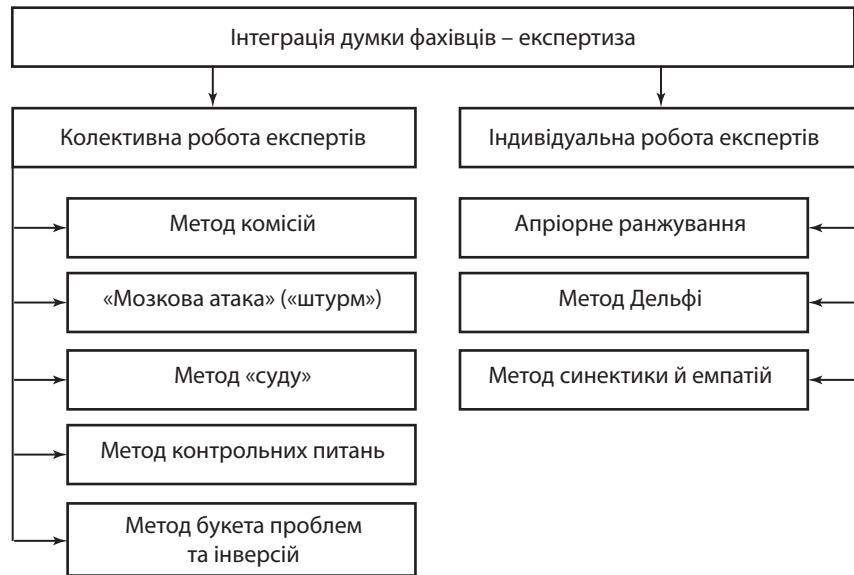 Інтеграція думки фахівців – експертиза
Колективна робота експертів
Індивідуальна робота експертів
Метод комісій
Апріорне ранжування
«Мозкова атака» («штурм»)
Метод Дельфі
Метод «суду»
Метод синектики й емпатій
Метод контрольних питань
Метод букета проблем
та інверсій